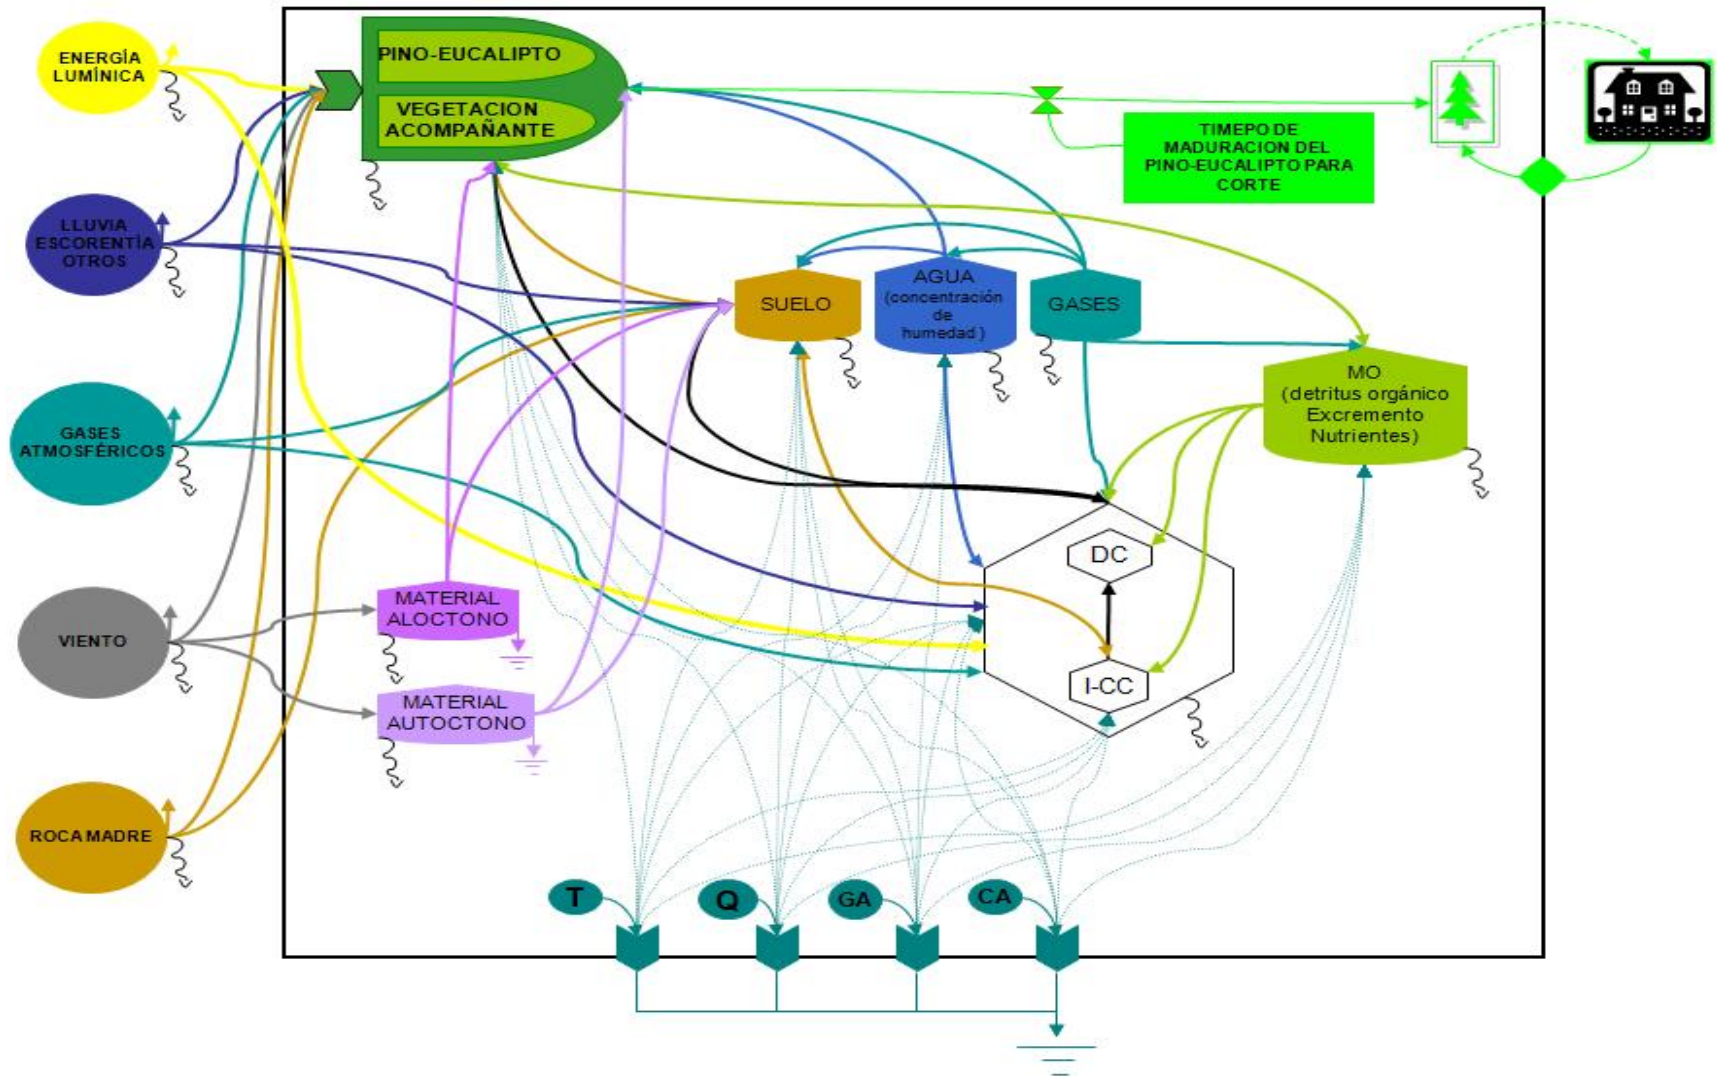 ENERGÍA
LUMÍNICA
PINO-EUCALIPTO
VEGETACION
ACOMPAÑANTE
TIMEPO DE
MADURACION DEL
PINO-EUCALIPTO PARA
CORTE
LLUVIA
ESCORENTÍA
OTROS
SUELO
AGUA
(concentración
de
humedad )
GASES
MO
(detritus orgánico
Excremento
Nutrientes)
GASES
ATMOSFÉRICOS
DC
I-CC
VIENTO
MATERIAL
ALOCTONO
MATERIAL
AUTOCTONO
ROCA MADRE
T
Q
GA
CA